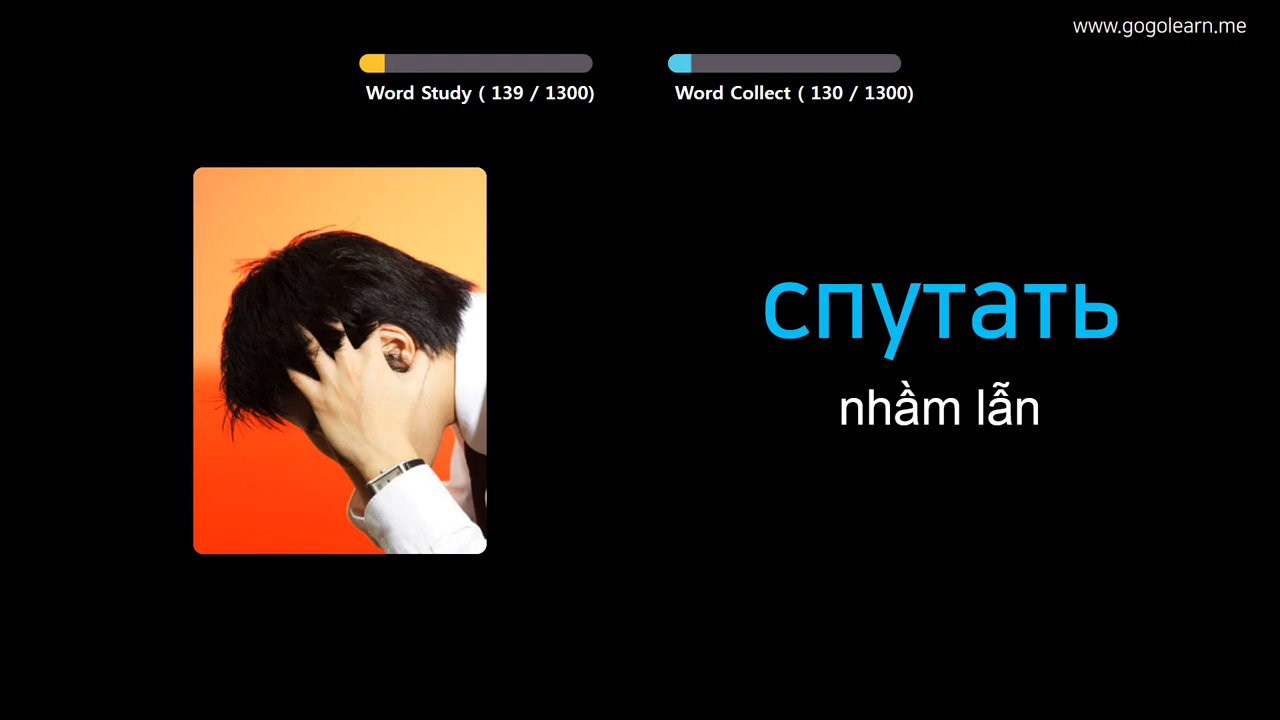 www.gogolearn.me
Word Study ( 139 / 1300)
Word Collect ( 130 / 1300)
спутать
nhầm lẫn